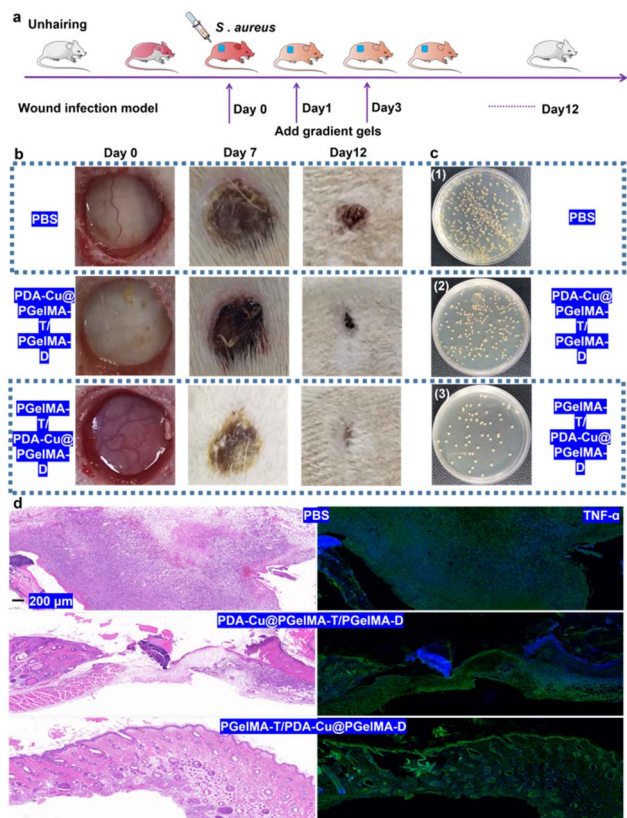 a
Unhairing
S . aureus
Wound infection model
Day 0
Day1
Day3
Day12
Add gradient gels
b
Day 0
Day 7
Day12
c
PBS
(1)
PBS
PDA-Cu@
PGelMA-
T/
PGelMA-
D
(2)
PDA-Cu@
PGelMA-
T/
PGelMA-
D
PGelMA-
T/
PDA-Cu@
PGelMA-
D
(3)
PGelMA-
T/
PDA-Cu@
PGelMA-
D
d
PBS
TNF-α
200 μm
PDA-Cu@PGelMA-T/PGelMA-D
PGelMA-T/PDA-Cu@PGelMA-D